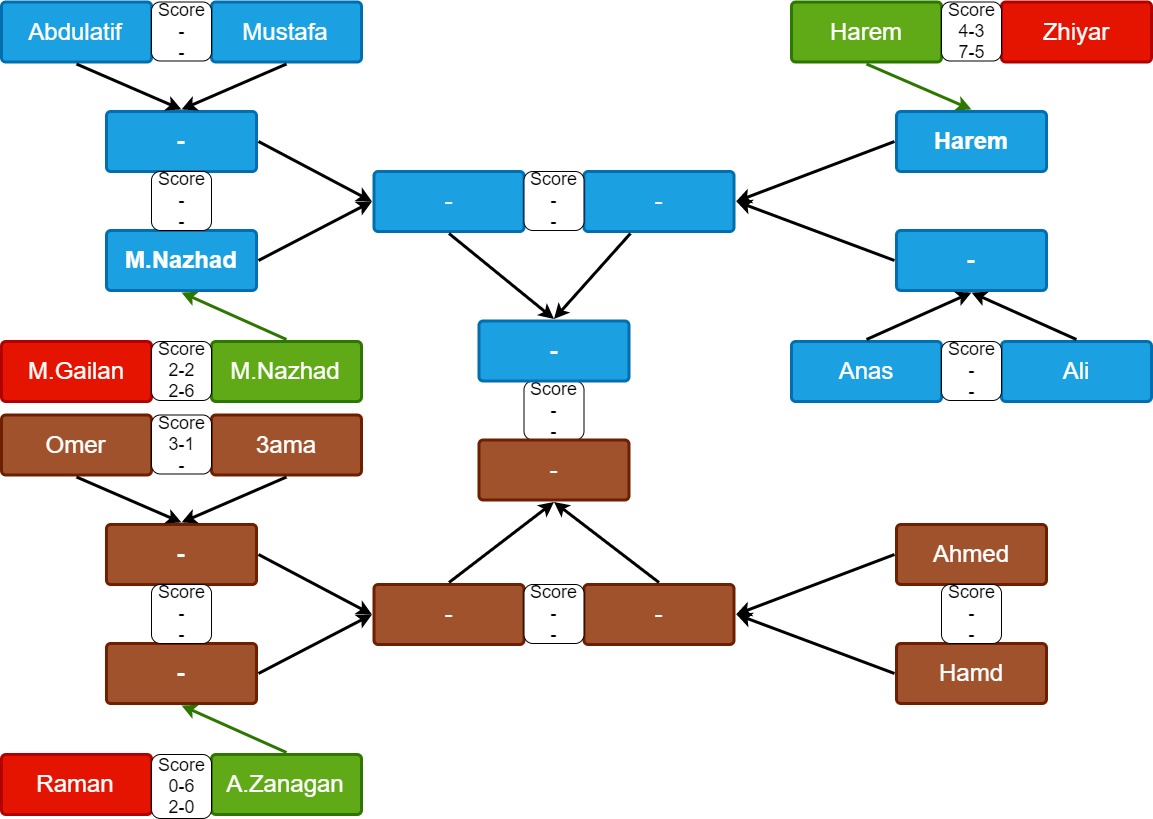 Abdulatif
Score
-
-
Mustafa
Harem
Score
4-3
7-5
Zhiyar
-
Score
-
-
M.Nazhad
Harem
-
Score
-
-
-
-
M.Gailan
Score
2-2
2-6
M.Nazhad
-
Score
-
-
-
Anas
Score
-
-
Ali
Omer
Score
3-1
-
3ama
-
Score
-
-
-
-
Score
-
-
-
Ahmed
Score
-
-
Hamd
Raman
Score
0-6
2-0
A.Zanagan